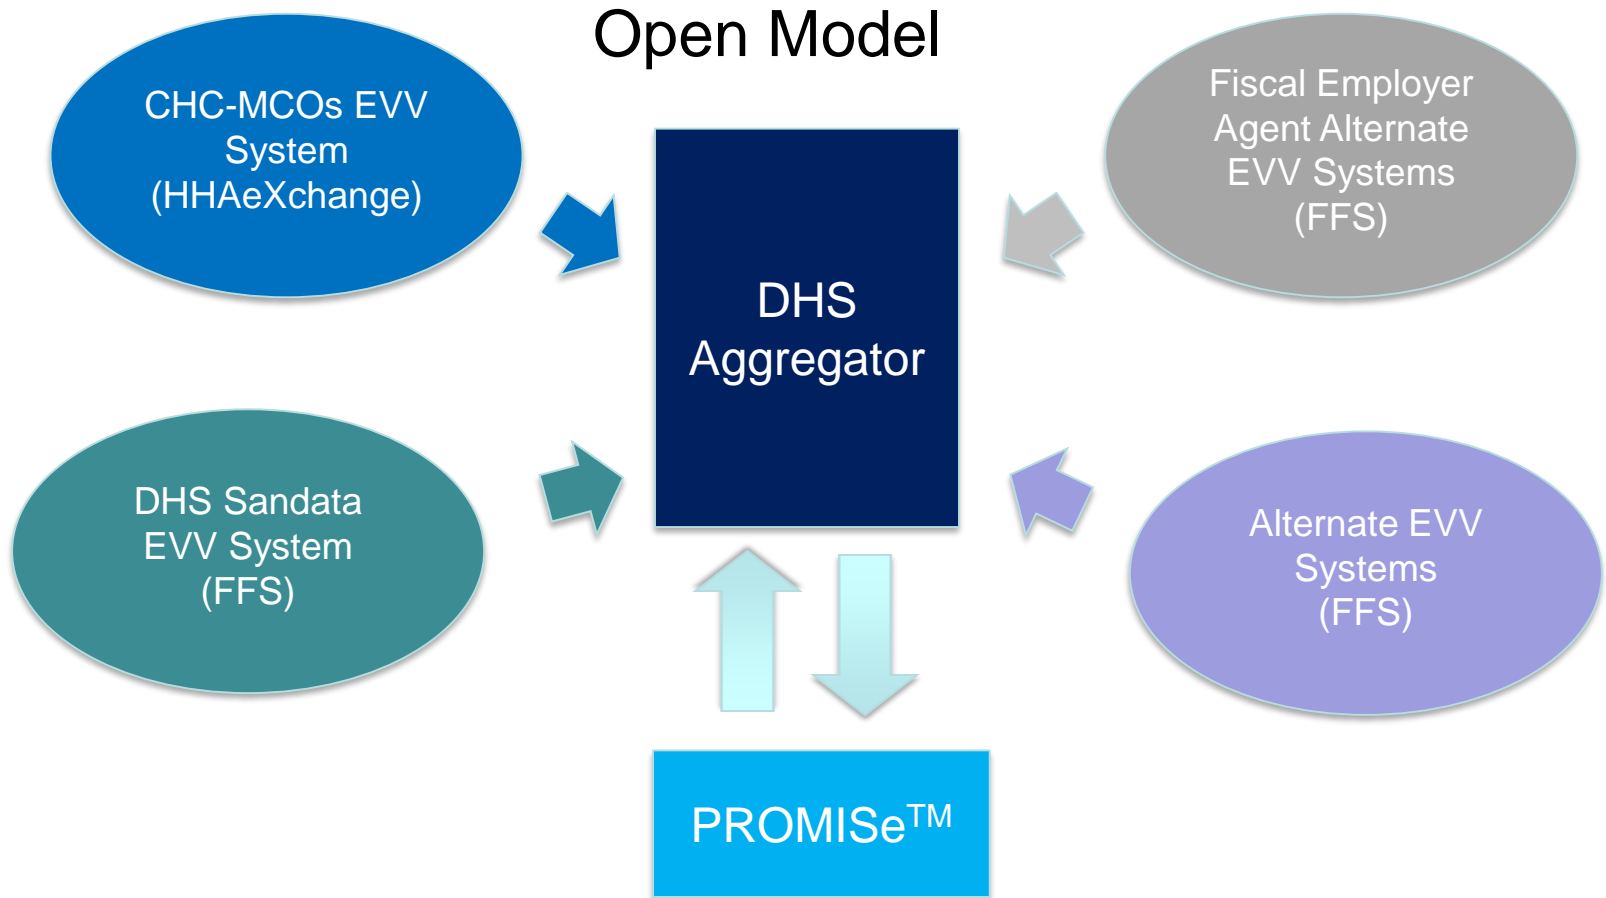 Open Model
CHC-MCOs EVV
System
(HHAeXchange)
Fiscal Employer
Agent Alternate
EVV Systems
(FFS)
DHS
Aggregator
DHS Sandata
EVV System
(FFS)
Alternate EVV
Systems
(FFS)
PROMISe™